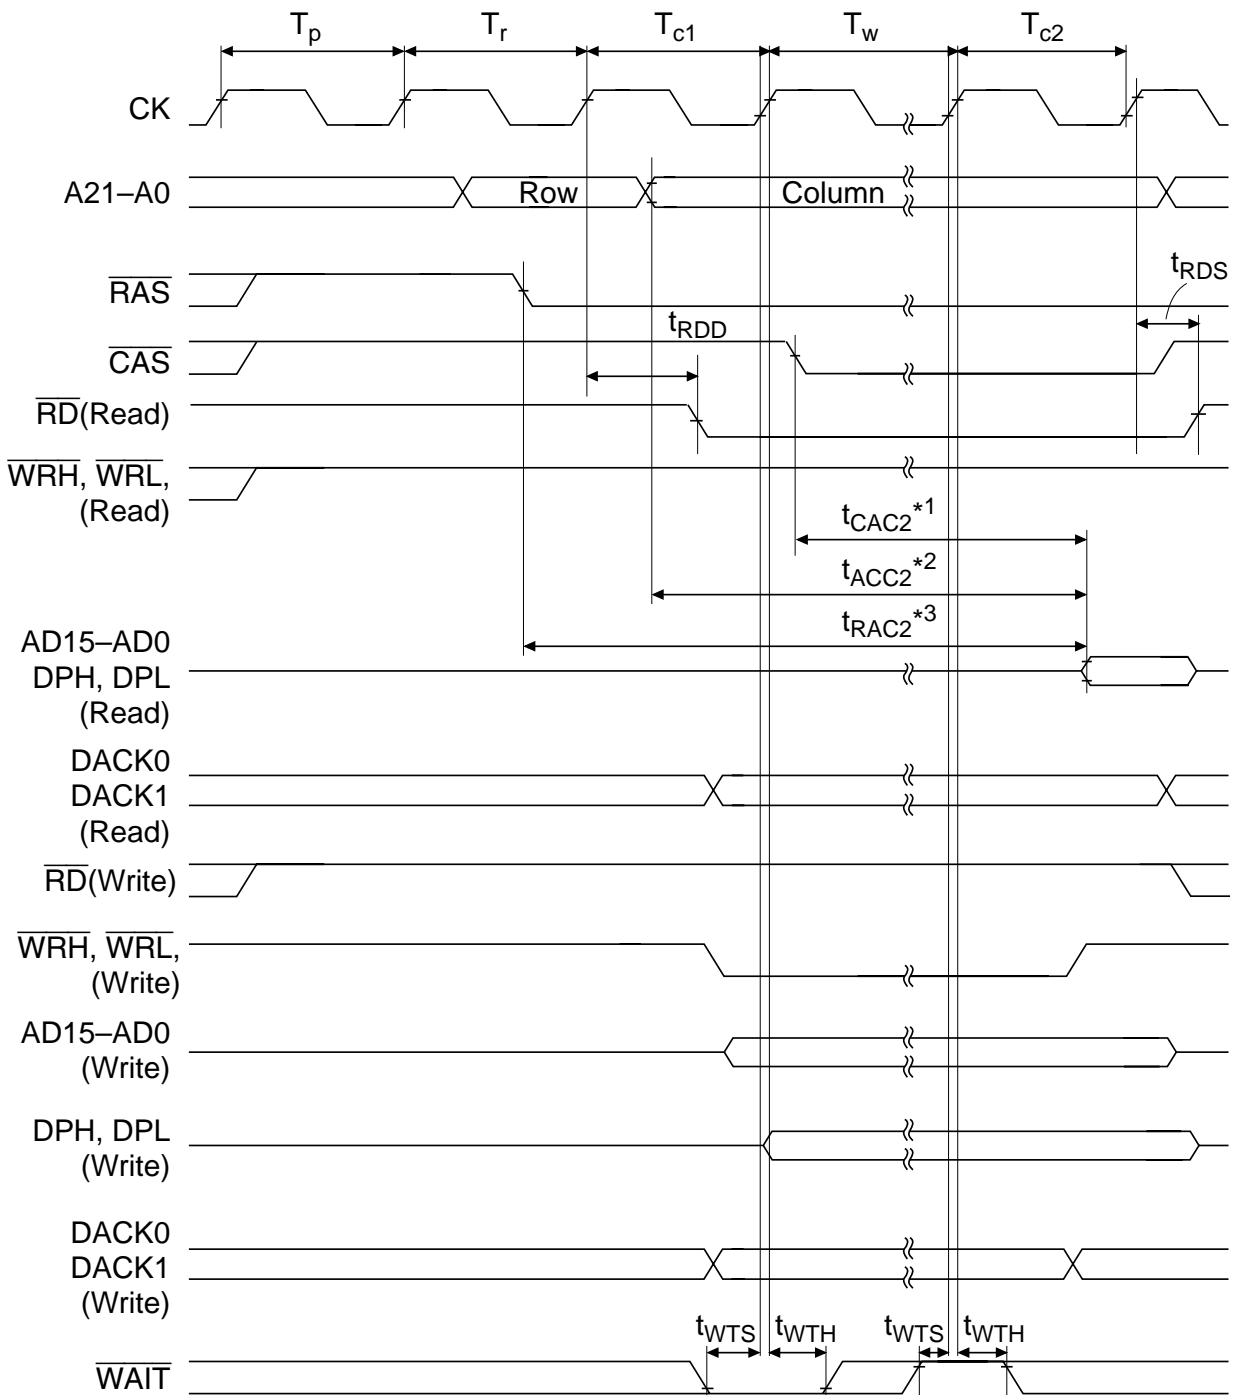 Tp Tr Tc1 Tw Tc2
CK
A21–A0 Row Column
RAS
tRDS
tRDD
CAS
RD(Read)
WRH, WRL,
(Read)
tCAC2*1
tACC2*2
tRAC2*3
AD15–AD0
DPH, DPL
(Read)
DACK0
DACK1
(Read)
RD(Write)
WRH, WRL,
(Write)
AD15–AD0
(Write)
DPH, DPL
(Write)
DACK0
DACK1
(Write)
tWTS tWTH tWTS tWTH
WAIT